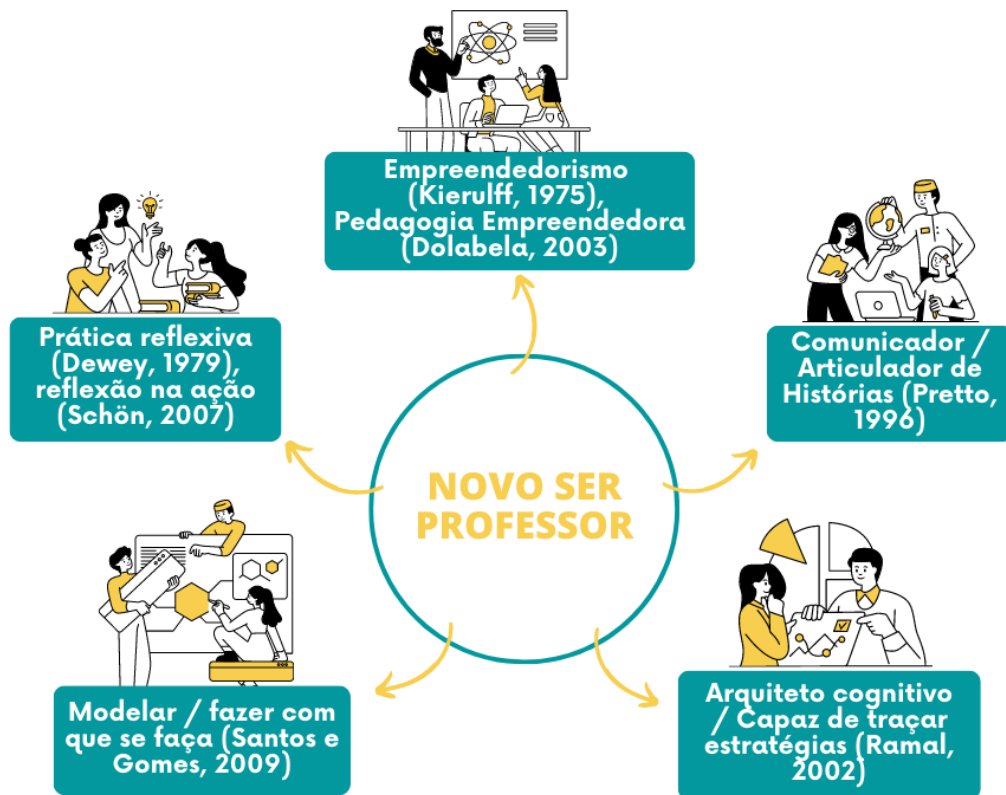 Empreendedorismo
(Kierulff, 1975),
Pedagogia Empreendedora
(Dolabela, 2003)
Prática reflexiva
(Dewey, 1979),
reflexão na ação
(Schön, 2007)
Comunicador /
Articulador de
Histórias (Pretto,
1996)
NOVO SER
PROFESSOR
Modelar / fazer com
que se faça (Santos e
Gomes, 2009)
Arquiteto cognitivo
/ Capaz de traçar
estratégias (Ramal,
2002)